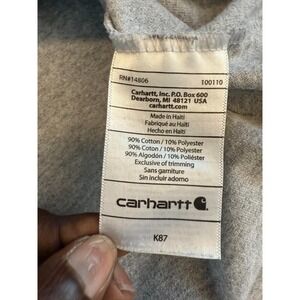 RN#14806 100110
Carhartt, Inc. P.O. Box 600
Dearborn, MI 48121 USA
carhartt.com
Made in Haiti
Fabriqué au Haïti
Hecho en Haiti
90% Cotton / 10% Polyester
90% Coton / 10% Polyester
90% Algodón / 10% Poliéster
Exclusive of trimming
Sans garniture
Sin incluir adorno
carhartt
K87